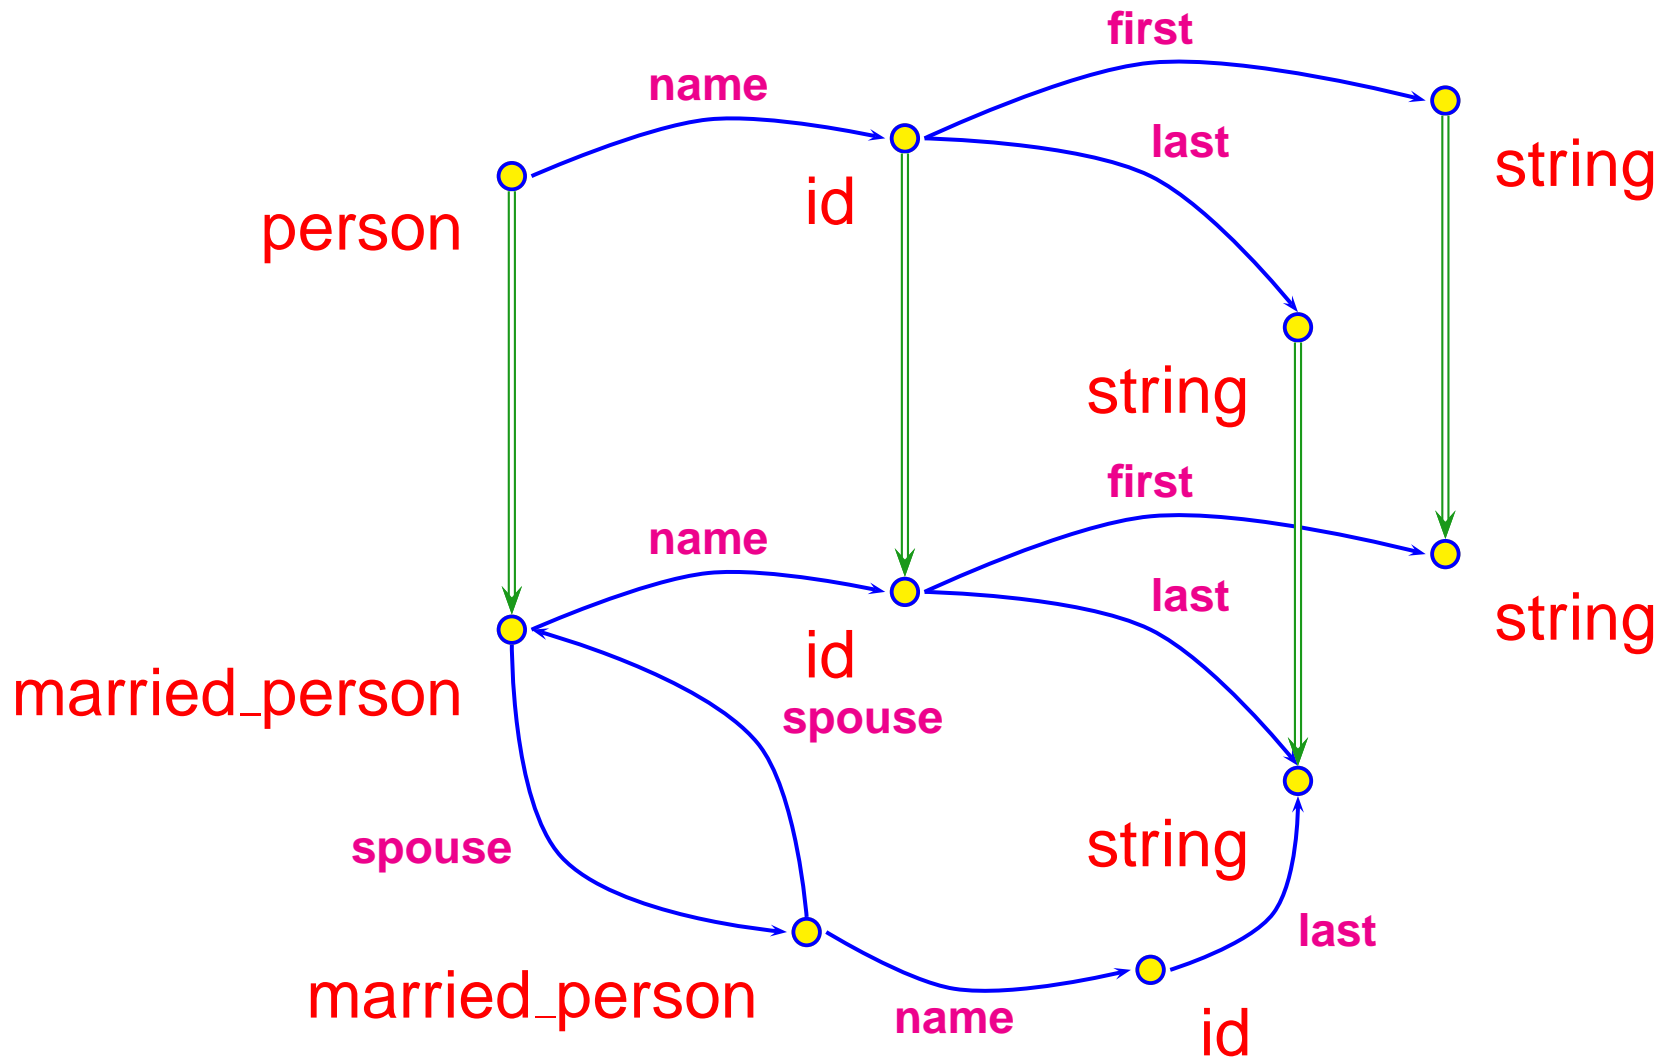 first
name
last
string
id
person
string
first
name
last
string
id
married_person
spouse
string
spouse
last
married_person
name
id